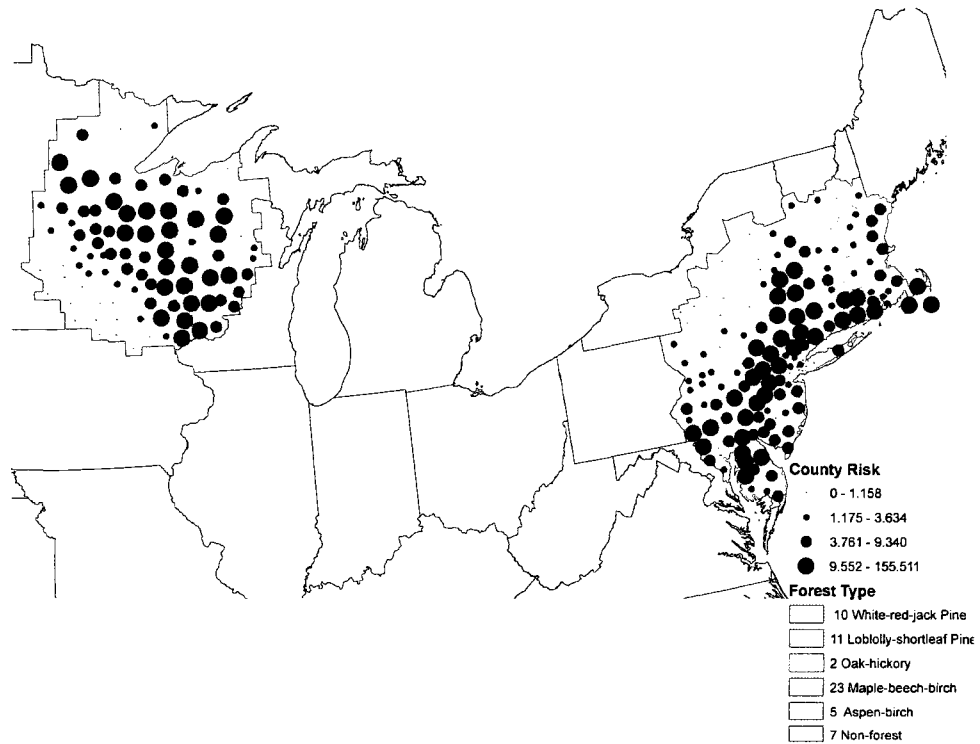 County Risk
0 - 1.158
1.175 - 3.634
3.761 - 9.340
9.552 - 155.511
Forest Type
10 White-red-jack Pine
11 Loblolly-shortleaf Pine
2 Oak-hickory
23 Maple-beech-birch
5 Aspen-birch
7 Non-forest